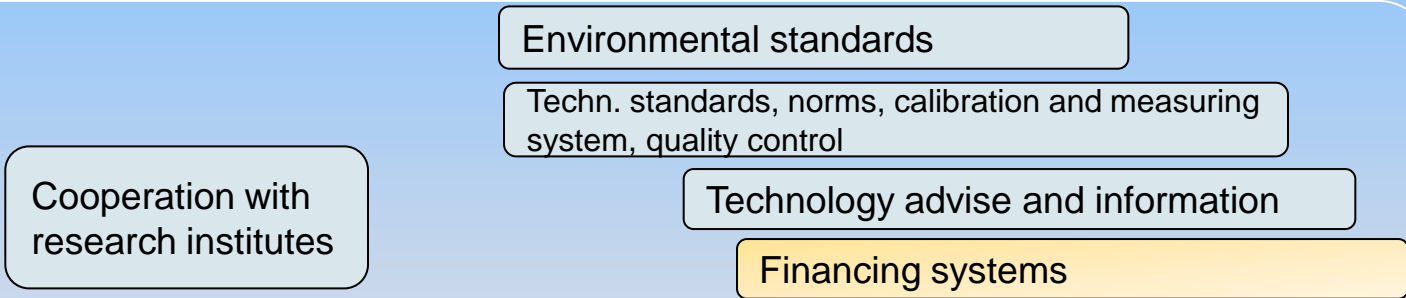 Environmental standards
Techn. standards, norms, calibration and measuring
system, quality control
Cooperation with
research institutes
Technology advise and information
Financing systems